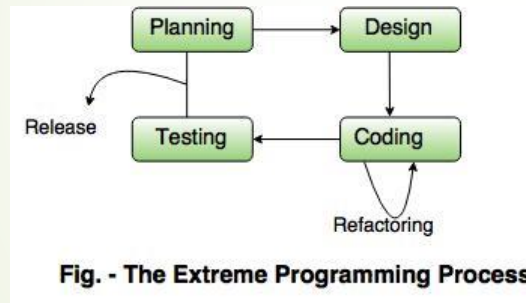 Planning
Design
Release
Testing
Coding
Refactoring
Fig. - The Extreme Programming Process